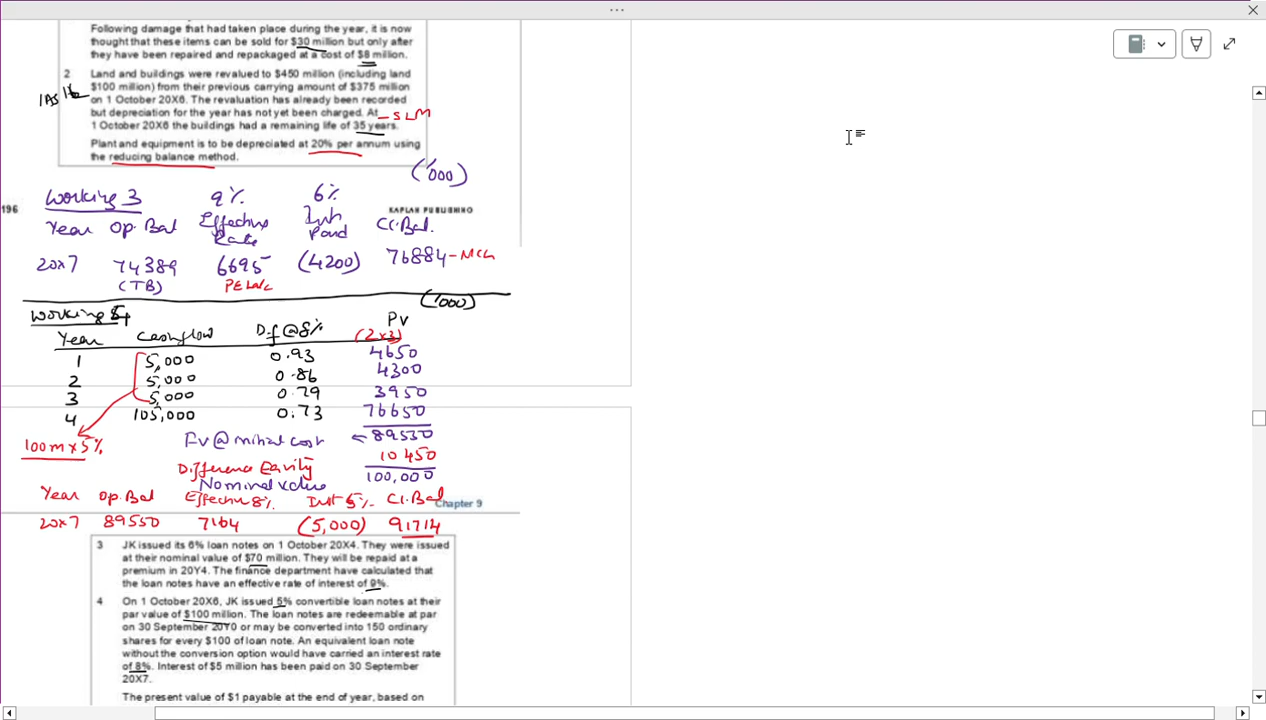 Following damage that had taken place during the year, it is now
thought that these items can be sold for $30 million but only after
they have been repaired and repackaged at a cost of $8 million.
2 Land and buildings were revalued to $450 million (including land
$100 million) from their previous carrying amount of $375 million
IAS 16
on 1 October 20X6. The revaluation has already been recorded
but depreciation for the year has not yet been charged. At
- SLM
1 October 20X6 the buildings had a remaining life of 35 years.
Plant and equipment is to be depreciated at 20% per annum using
the reducing balance method.
('000)
Working 3 9% 6%
196 KAPLAN PUBLISHING
Year Op. Bal Effective Rate Int Paid Cl. Bal.
20x7 74389 6695 (4200) 76884 - NCL
(TB) P&L a/c
('000)
Working 4
Year Cashflow D.f @ 8% PV
(2x3)
1 5,000 0.93 4650
2 5,000 0.86 4300
3 5,000 0.79 3950
4 105,000 0.73 76650
100m x 5% Fv @ initial cost ← 89550
Difference Equity 10450
Nominal value 100,000
Year Op. Bal Effective 8% Int 5% Cl. Bal
Chapter 9
20x7 89550 7164 (5,000) 91714
3 JK issued its 6% loan notes on 1 October 20X4. They were issued
at their nominal value of $70 million. They will be repaid at a
premium in 20Y4. The finance department have calculated that
the loan notes have an effective rate of interest of 9%.
4 On 1 October 20X6, JK issued 5% convertible loan notes at their
par value of $100 million. The loan notes are redeemable at par
on 30 September 20Y0 or may be converted into 150 ordinary
shares for every $100 of loan note. An equivalent loan note
without the conversion option would have carried an interest rate
of 8%. Interest of $5 million has been paid on 30 September
20X7.
The present value of $1 payable at the end of year, based on